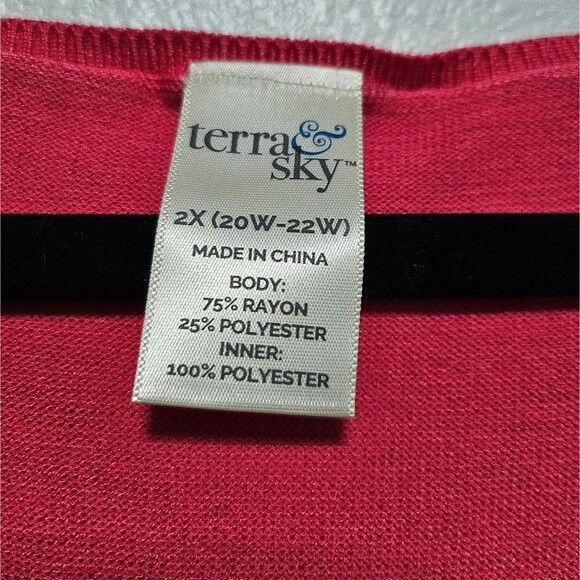 terra &
sky™
2X (20W-22W)
MADE IN CHINA
BODY:
75% RAYON
25% POLYESTER
INNER:
100% POLYESTER